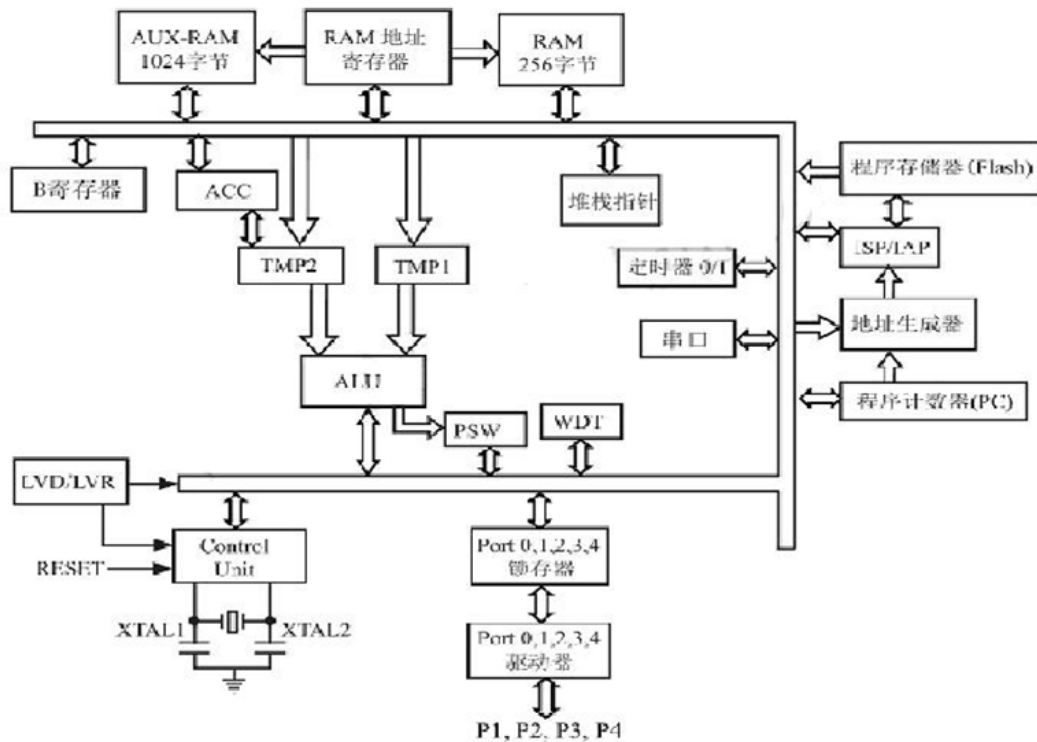 AUX-RAM
1024字节
RAM 地址
寄存器
RAM
256字节
B寄存器
ACC
堆栈指针
程序存储器(Flash)
ISP/IAP
TMP2
TMP1
定时器 0/1
地址生成器
串口
ALU
程序计数器(PC)
PSW
WDT
LVD/LVR
Control
Unit
RESET
Port 0,1,2,3,4
锁存器
XTAL1
XTAL2
Port 0,1,2,3,4
驱动器
P1, P2, P3, P4